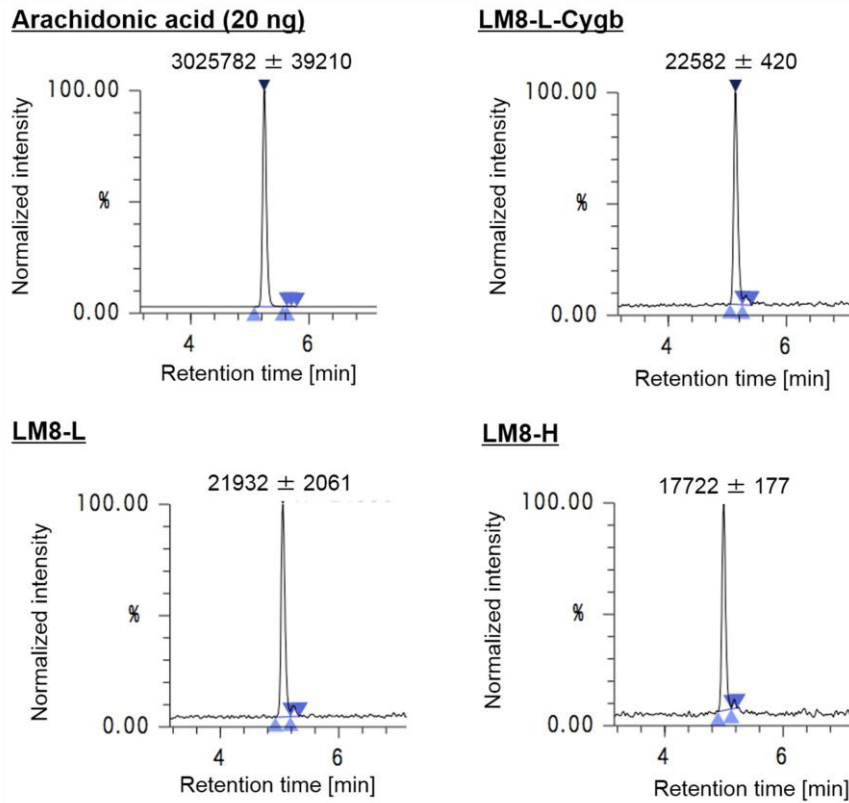 Arachidonic acid (20 ng)
3025782 ± 39210
100.00
Normalized intensity
%
0.00
4 6
Retention time [min]
LM8-L-Cygb
22582 ± 420
100.00
Normalized intensity
%
0.00
4 6
Retention time [min]
LM8-L
21932 ± 2061
100.00
Normalized intensity
%
0.00
4 6
Retention time [min]
LM8-H
17722 ± 177
100.00
Normalized intensity
%
0.00
4 6
Retention time [min]